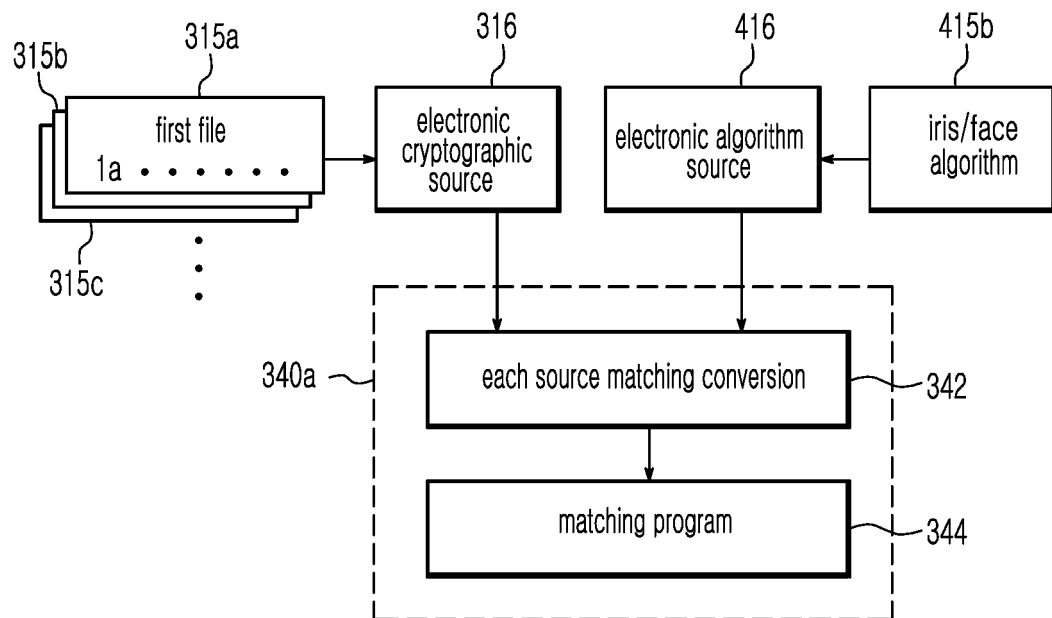 315b
315a
316
416
415b
first file
1a • • • • • •
electronic
cryptographic
source
electronic algorithm
source
iris/face
algorithm
315c
340a
each source matching conversion
342
matching program
344